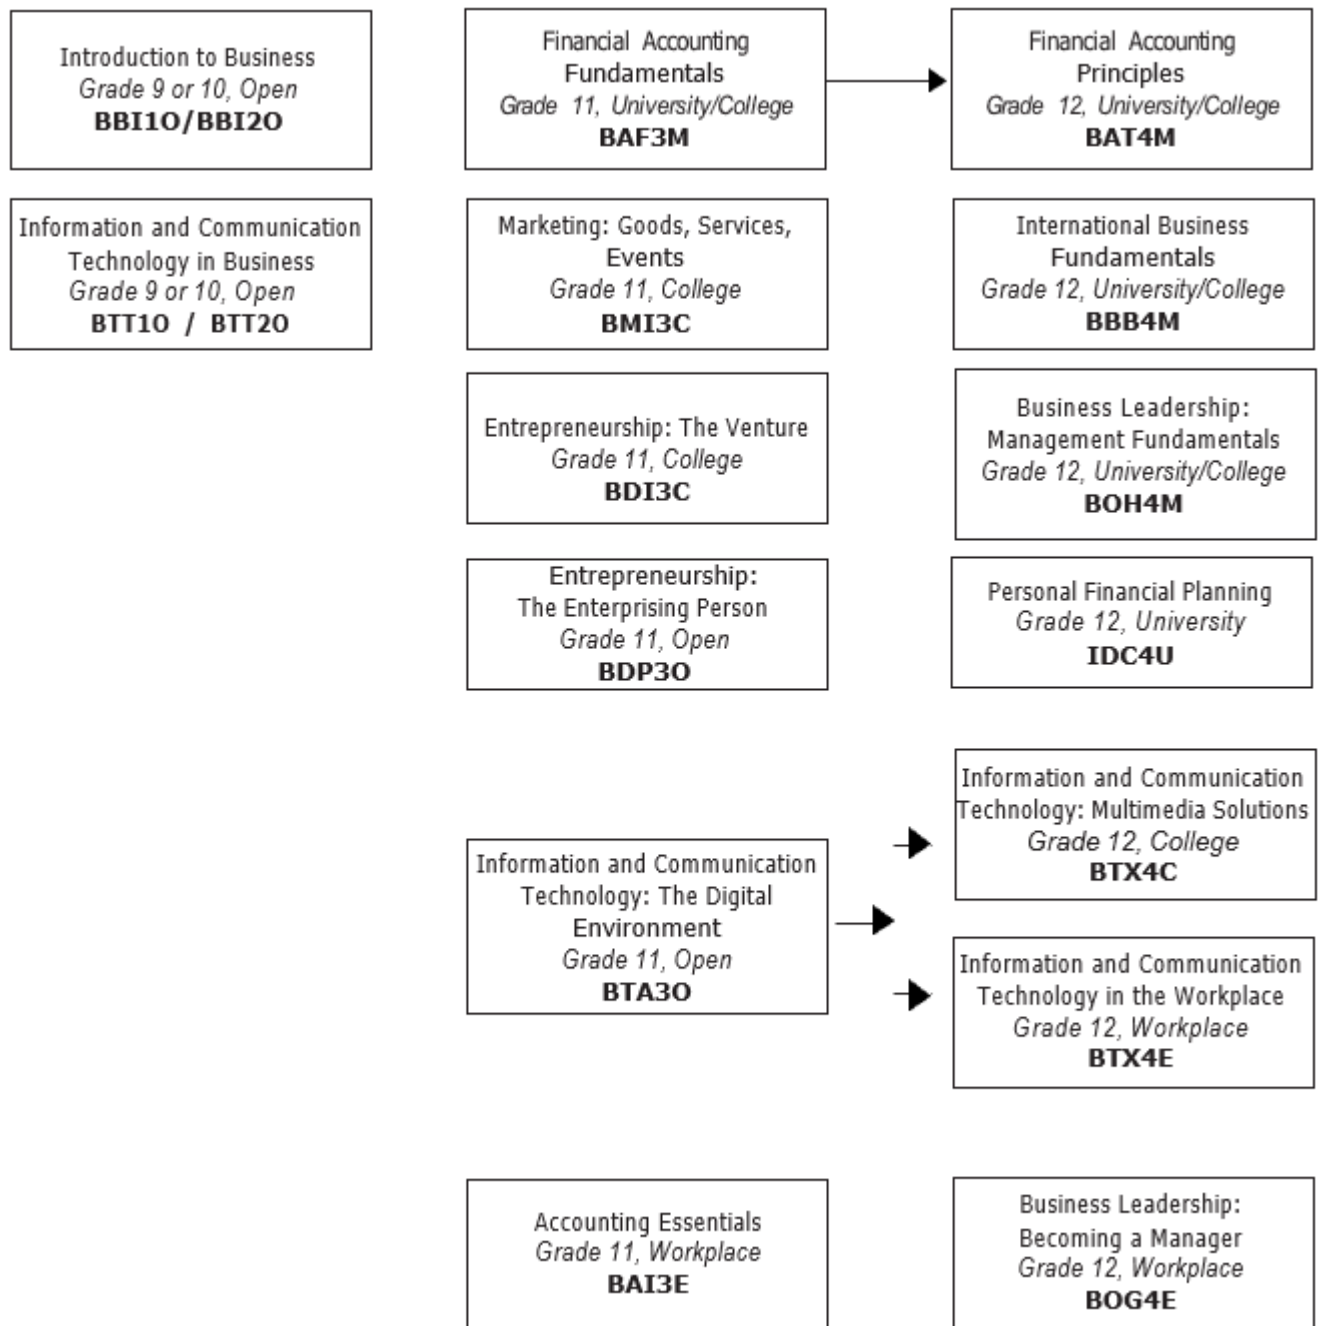 Introduction to Business
Grade 9 or 10, Open
BBI1O/BBI2O
Financial Accounting
Fundamentals
Grade 11, University/College
BAF3M
Financial Accounting
Principles
Grade 12, University/College
BAT4M
Information and Communication
Technology in Business
Grade 9 or 10, Open
BTT1O / BTT2O
Marketing: Goods, Services,
Events
Grade 11, College
BMI3C
International Business
Fundamentals
Grade 12, University/College
BBB4M
Entrepreneurship: The Venture
Grade 11, College
BDI3C
Business Leadership:
Management Fundamentals
Grade 12, University/College
BOH4M
Entrepreneurship:
The Enterprising Person
Grade 11, Open
BDP3O
Personal Financial Planning
Grade 12, University
IDC4U
Information and Communication
Technology: The Digital
Environment
Grade 11, Open
BTA3O
Information and Communication
Technology: Multimedia Solutions
Grade 12, College
BTX4C
Information and Communication
Technology in the Workplace
Grade 12, Workplace
BTX4E
Accounting Essentials
Grade 11, Workplace
BAI3E
Business Leadership:
Becoming a Manager
Grade 12, Workplace
BOG4E